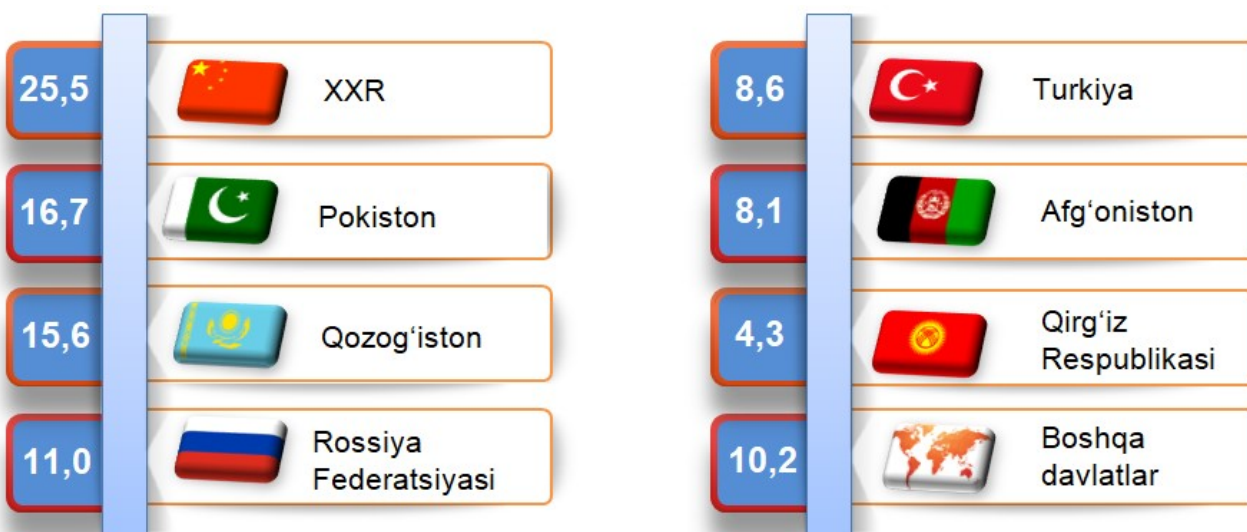 25,5
XXR
16,7
Pokiston
15,6
Qozog‘iston
11,0
Rossiya
Federatsiyasi
8,6
Turkiya
8,1
Afg‘oniston
4,3
Qirg‘iz
Respublikasi
10,2
Boshqa
davlatlar